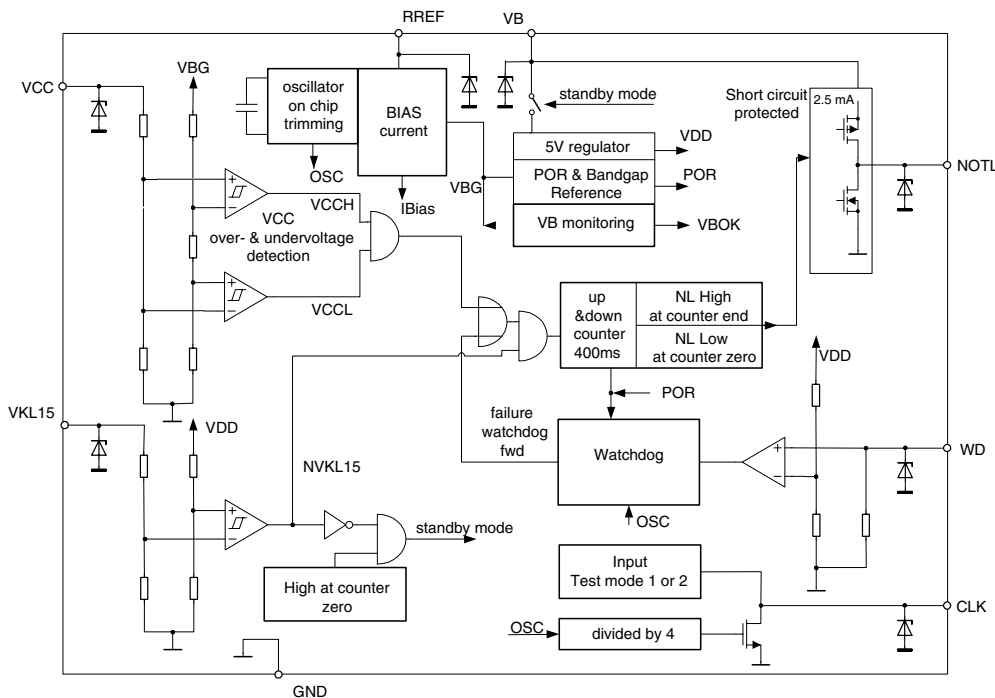 RREF
VB
VCC
VBG
oscillator
on chip
trimming
BIAS
current
standby mode
Short circuit
protected
2.5 mA
5V regulator
VDD
OSC
VBG
POR & Bandgap
Reference
POR
NOTL
IBias
VCCH
VB monitoring
VBOK
VCC
over- & undervoltage
detection
VCCL
up
&down
counter
400ms
NL High
at counter end
NL Low
at counter zero
VDD
POR
VKL15
VDD
failure
watchdog
fwd
Watchdog
WD
NVKL15
OSC
standby mode
High at counter
zero
Input
Test mode 1 or 2
CLK
OSC
divided by 4
GND